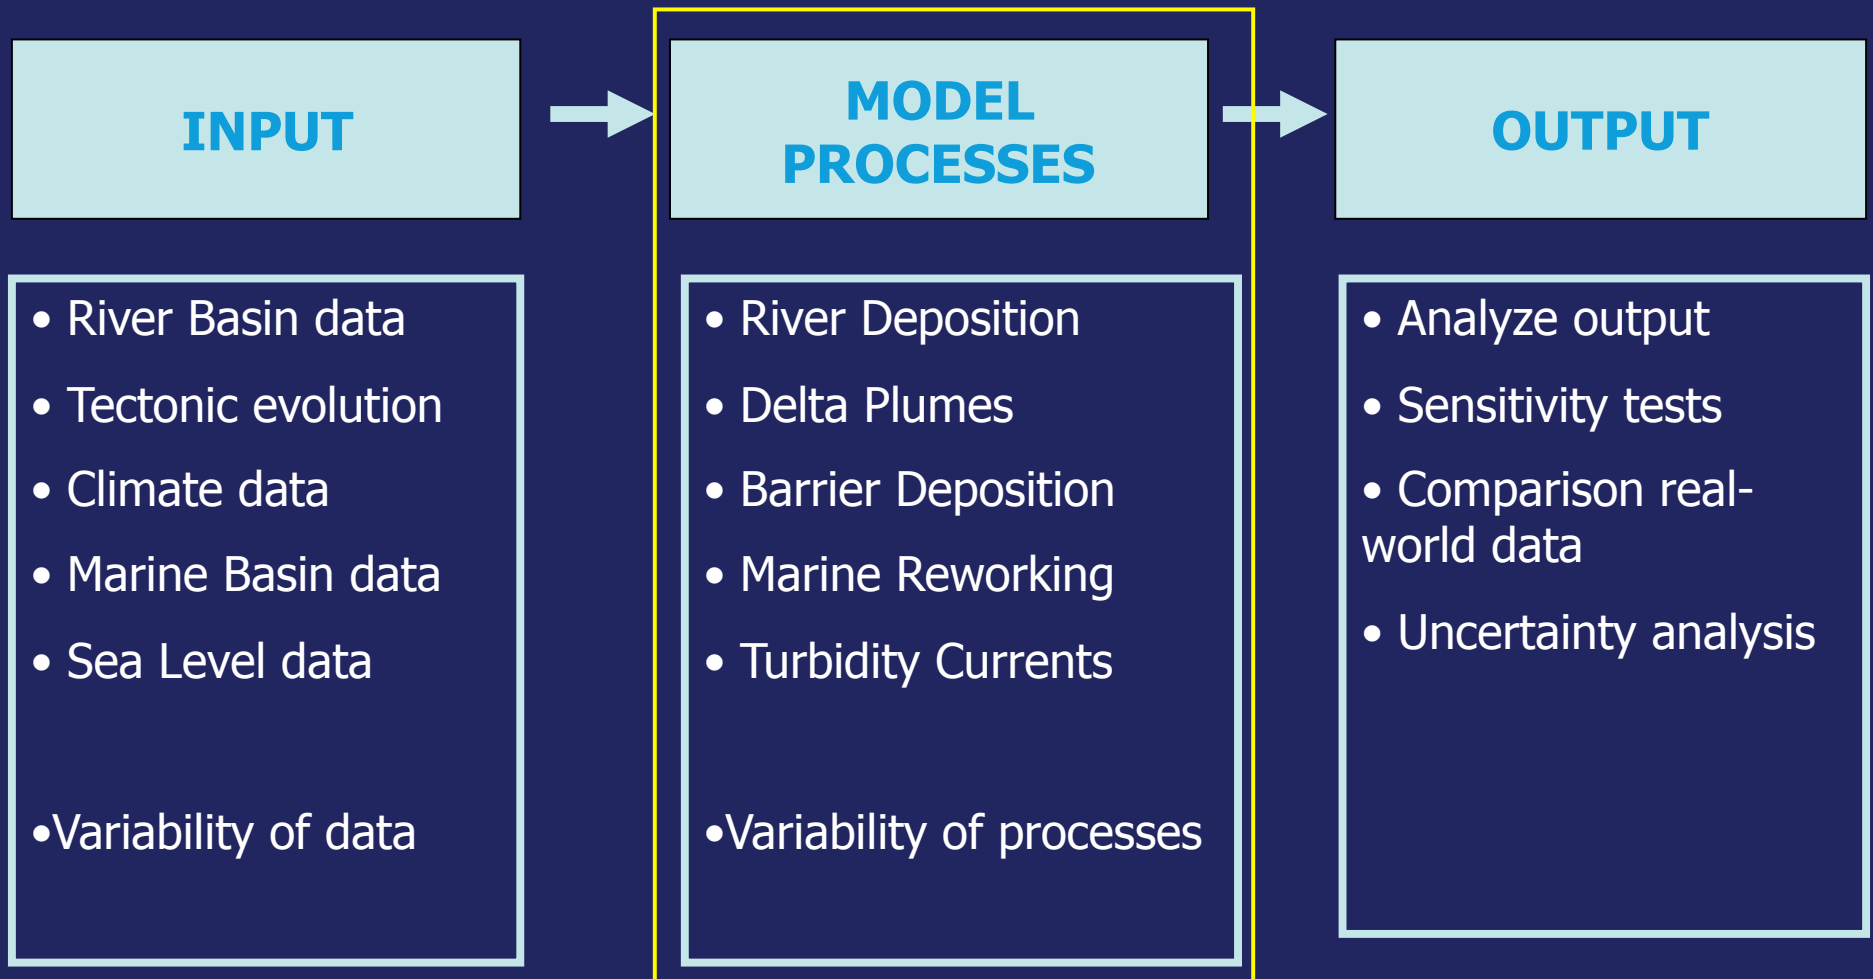 INPUT
MODEL
PROCESSES
OUTPUT
• River Basin data
• Tectonic evolution
• Climate data
• Marine Basin data
• Sea Level data
•Variability of data
• River Deposition
• Delta Plumes
• Barrier Deposition
• Marine Reworking
• Turbidity Currents
•Variability of processes
• Analyze output
• Sensitivity tests
• Comparison real-
world data
• Uncertainty analysis